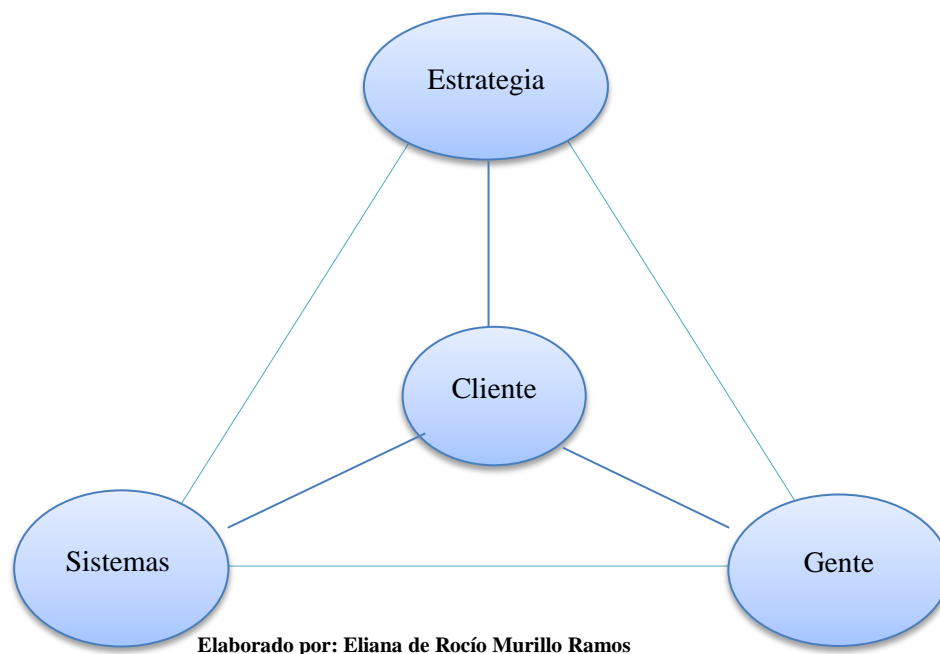 Estrategia
Cliente
Sistemas
Gente
Elaborado por: Eliana de Rocío Murillo Ramos